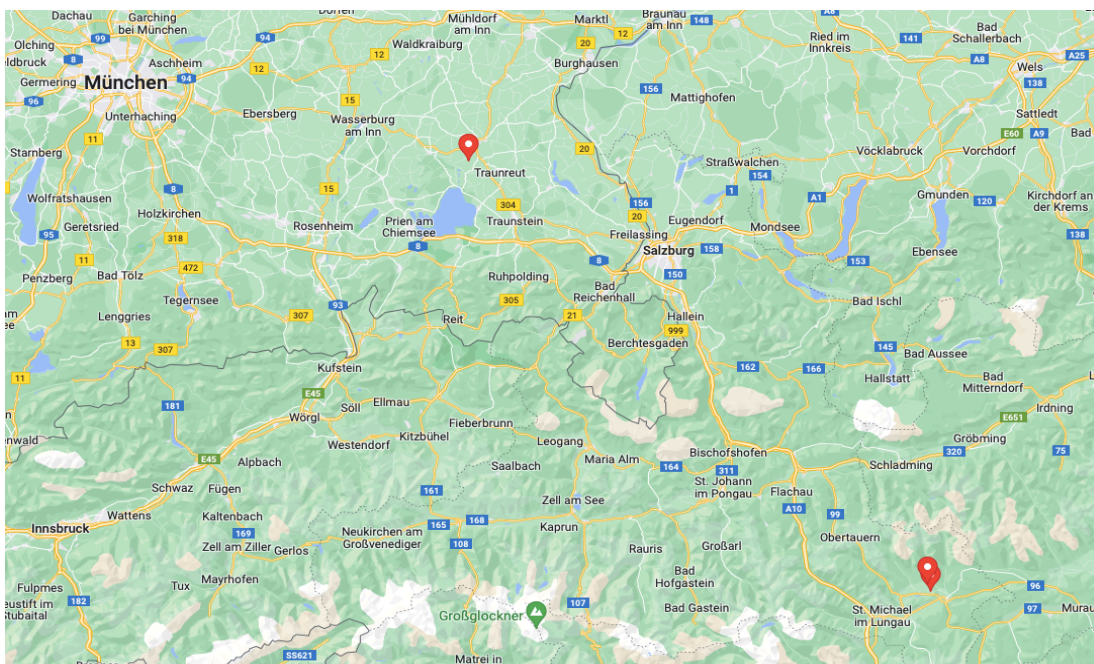 Dachau
Garching
bei München
Dorfen
Mühldorf
am Inn
Marktl
Braunau
am Inn
148
A8
Ried im
Innkreis
141
Bad
Schallerbach
Olching
99
94
Waldkraiburg
12
20
12
A8
A25
8
Aschheim
12
Burghausen
Wels
Germering
München
94
12
138
96
15
156
Mattighofen
Unterhaching
Ebersberg
Wasserburg
am Inn
Sattledt
Starnberg
11
20
E60
A9
Bad
Vöcklabruck
Vorchdorf
Straßwalchen
154
Traunreut
8
15
1
A1
Wolfratshausen
156
Gmunden
120
Kirchdorf an
der Krems
Holzkirchen
304
20
Prien am
Chiemsee
Traunstein
Eugendorf
95
Geretsried
318
Rosenheim
Freilassing
Mondsee
138
8
Salzburg
158
Ebensee
11
472
8
153
Penzberg
Bad Tölz
Ruhpolding
150
Tegernsee
305
Bad
Reichenhall
Bad Ischl
93
Lenggries
307
21
Hallein
Reit
999
13
307
Berchtesgaden
145
Bad Aussee
11
Kufstein
162
166
Hallstatt
Bad
Mitterndorf
181
E45
Söll
Ellmau
Irdning
Wörgl
Fieberbrunn
E651
Westendorf
Kitzbühel
Leogang
Gröbming
E45
Alpbach
Saalbach
Maria Alm
164
Bischofshofen
311
320
75
Schladming
Schwaz
Fügen
161
St. Johann
im Pongau
Flachau
Zell am See
Wattens
Kaltenbach
A10
99
Innsbruck
169
Neukirchen am
Großvenediger
165
168
Kaprun
Zell am Ziller
Gerlos
108
Rauris
Großarl
Obertauern
Tux
Mayrhofen
Bad
Hofgastein
Fulpmes
96
182
Großglockner
107
Bad Gastein
St. Michael
im Lungau
97
Murau
SS621
Matrei in